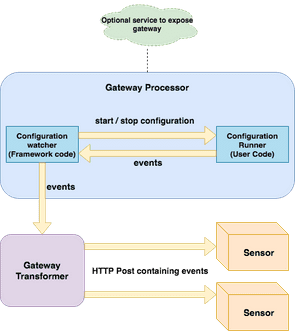 Optional service to expose
gateway
Gateway Processor
start / stop configuration
Configuration
watcher
(Framework code)
Configuration
Runner
(User Code)
events
events
Gateway
Transformer
HTTP Post containing events
Sensor
Sensor